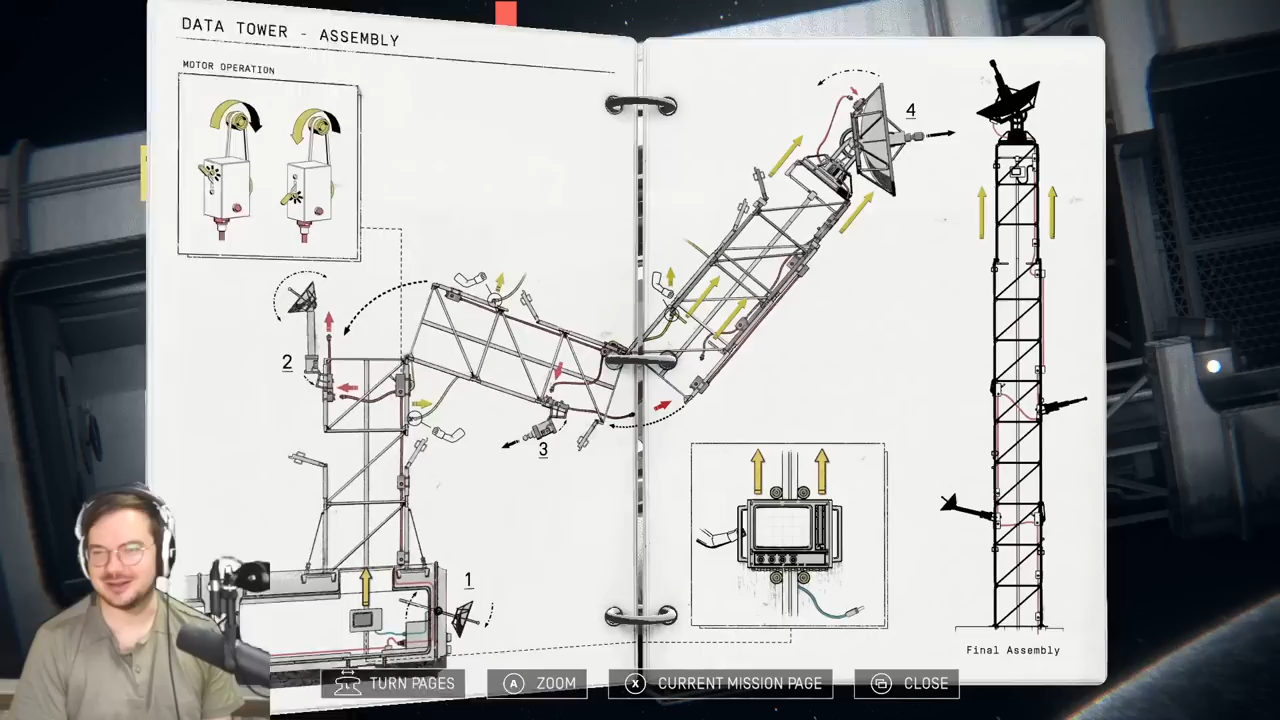 DATA TOWER - ASSEMBLY
MOTOR OPERATION
4
2
3
1
Final Assembly
L TURN PAGES
A ZOOM
X CURRENT MISSION PAGE
CLOSE